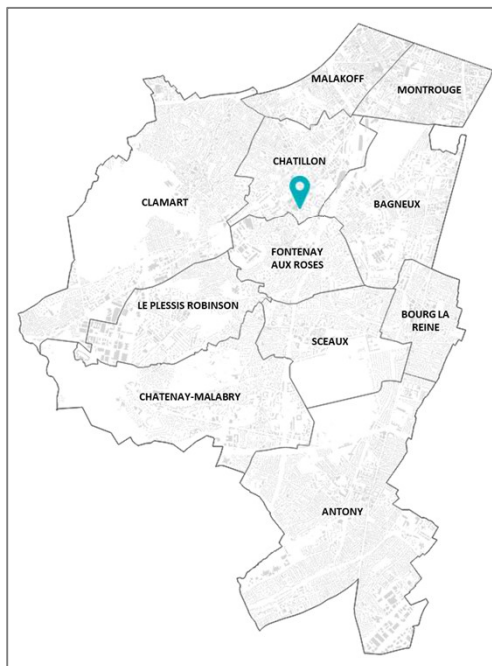 MALAKOFF
MONTROUGE
CHATILLON
CLAMART
BAGNEUX
FONTENAY
AUX ROSES
LE PLESSIS ROBINSON
BOURG LA
REINE
SCEAUX
CHATENAY-MALABRY
ANTONY